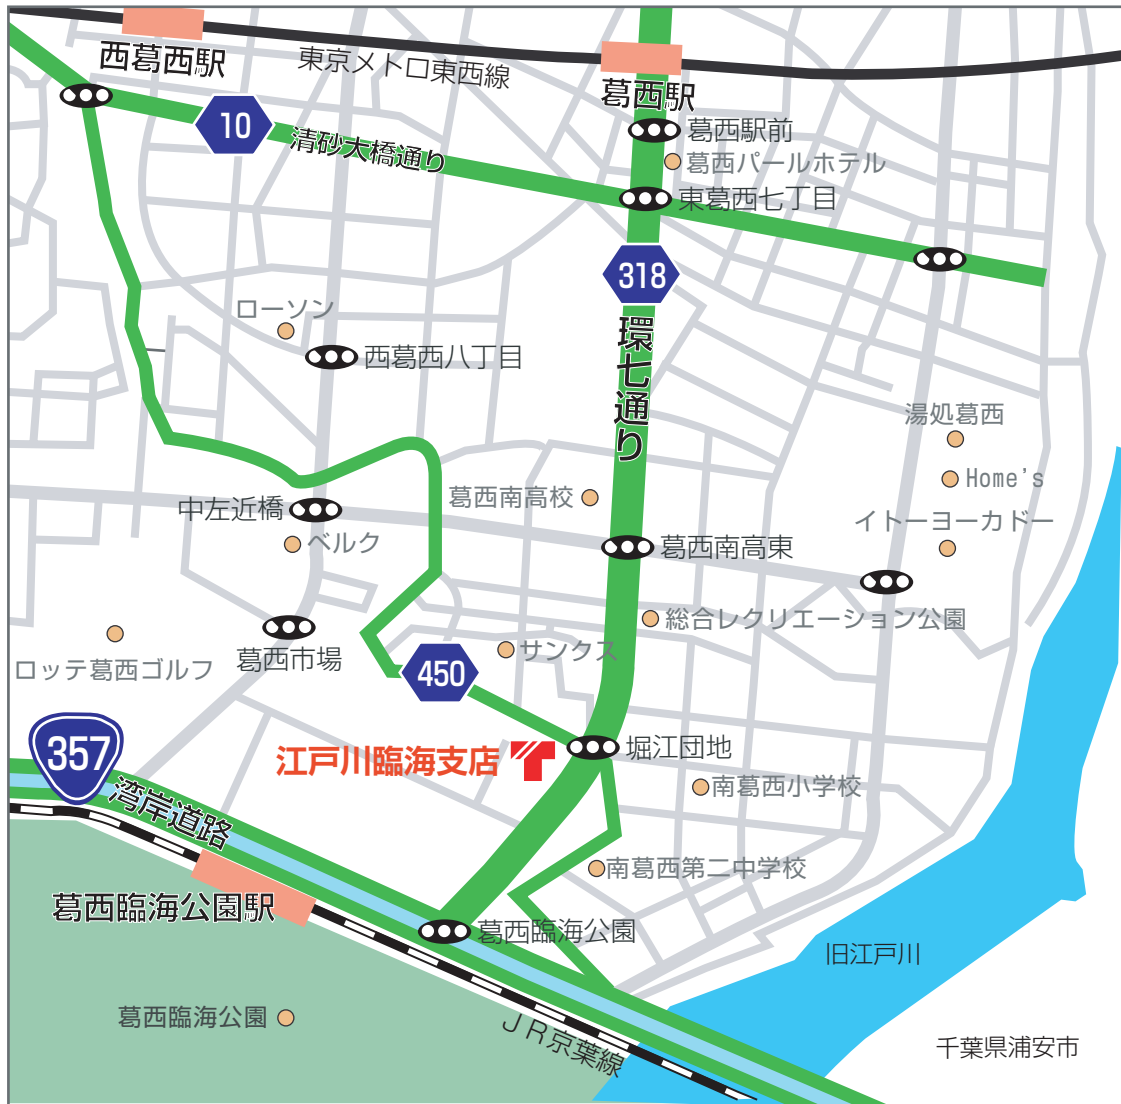 西葛西駅
東京メトロ東西線
葛西駅
10
清砂大橋通り
葛西駅前
葛西パールホテル
東葛西七丁目
318
環七通り
ローソン
西葛西八丁目
湯処葛西
Home's
葛西南高校
イトーヨーカドー
中左近橋
ベルク
葛西南高東
総合レクリエーション公園
ロッテ葛西ゴルフ
葛西市場
サンクス
450
357
江戸川臨海支店
堀江団地
湾岸道路
南葛西小学校
南葛西第二中学校
葛西臨海公園駅
葛西臨海公園
旧江戸川
葛西臨海公園
JR京葉線
千葉県浦安市